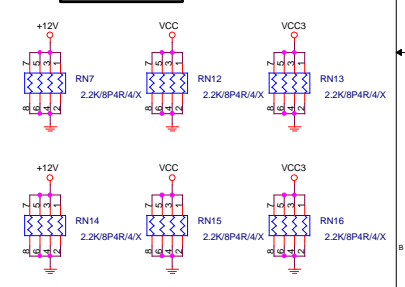 +12V VCC VCC3
7 5 3 1 7 5 3 1 7 5 3 1
RN7 RN12 RN13
2.2K/8P4R/4/X 2.2K/8P4R/4/X 2.2K/8P4R/4/X
8 6 4 2 8 6 4 2 8 6 4 2
+12V VCC VCC3
7 5 3 1 7 5 3 1 7 5 3 1
RN14 RN15 RN16
2.2K/8P4R/4/X 2.2K/8P4R/4/X 2.2K/8P4R/4/X
B
8 6 4 2 8 6 4 2 8 6 4 2